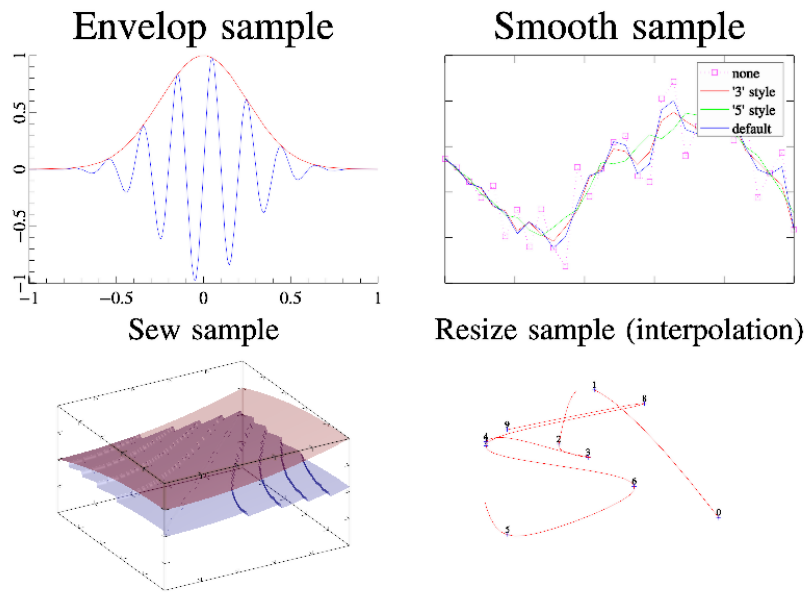 Envelop sample
Smooth sample
1
0.5
0
−0.5
−1
−1 −0.5 0 0.5 1
none
'3' style
'5' style
default
Sew sample
Resize sample (interpolation)
1
8
9
4
2
3
6
5
0